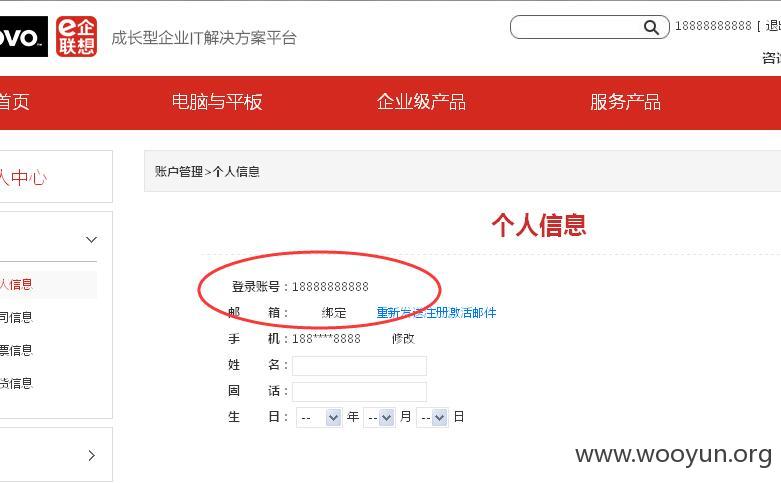 ovo.
e企
联想
成长型企业IT解决方案平台
18888888888 [ 退出
咨询
首页 电脑与平板 企业级产品 服务产品
人中心
账户管理>个人信息
个人信息
人信息
司信息
票信息
货信息
登录账号：18888888888
邮 箱： 绑定 重新发送注册激活邮件
手 机：188****8888 修改
姓 名：
固 话：
生 日： -- 年 -- 月 -- 日
www.wooyun.org